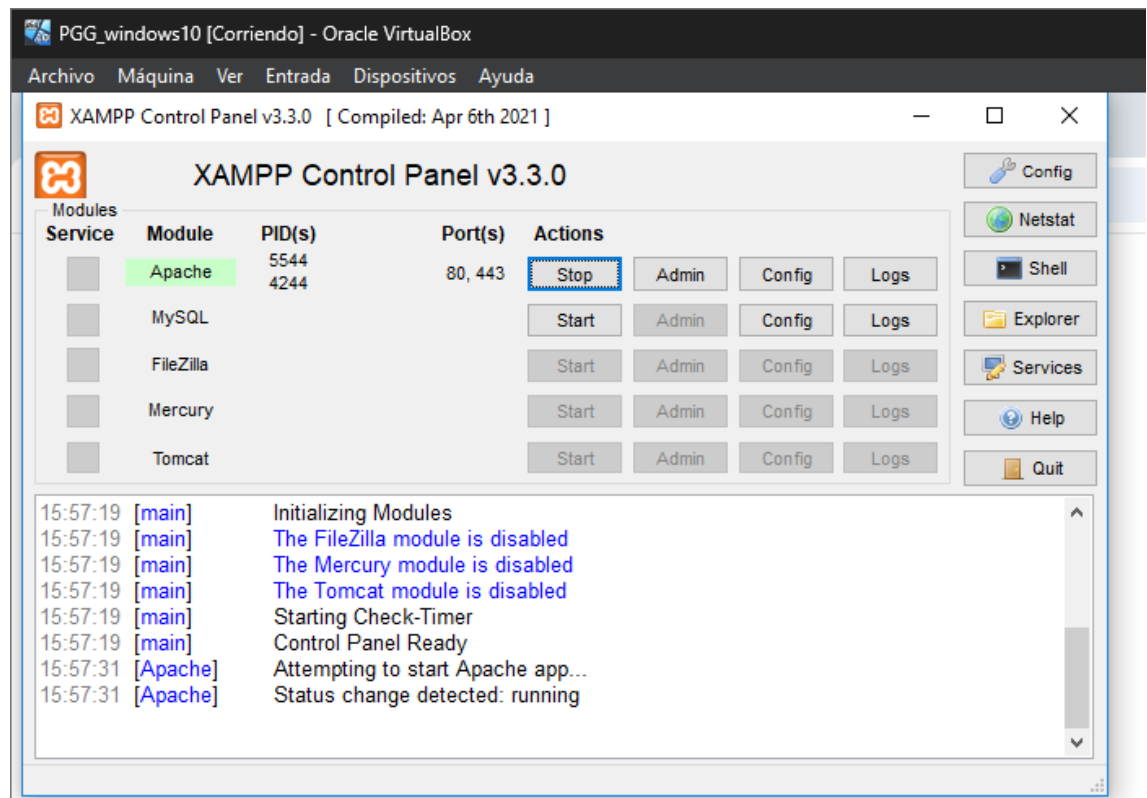 PGG_windows10 [Corriendo] - Oracle VirtualBox
Archivo Máquina Ver Entrada Dispositivos Ayuda
XAMPP Control Panel v3.3.0 [ Compiled: Apr 6th 2021 ]
XAMPP Control Panel v3.3.0
Config
Modules
Netstat
Service Module PID(s) Port(s) Actions
Apache 5544 4244 80, 443 Stop Admin Config Logs
Shell
MySQL Start Admin Config Logs
Explorer
FileZilla Start Admin Config Logs
Services
Mercury Start Admin Config Logs
Help
Tomcat Start Admin Config Logs
Quit
15:57:19 [main] Initializing Modules
15:57:19 [main] The FileZilla module is disabled
15:57:19 [main] The Mercury module is disabled
15:57:19 [main] The Tomcat module is disabled
15:57:19 [main] Starting Check-Timer
15:57:19 [main] Control Panel Ready
15:57:31 [Apache] Attempting to start Apache app...
15:57:31 [Apache] Status change detected: running